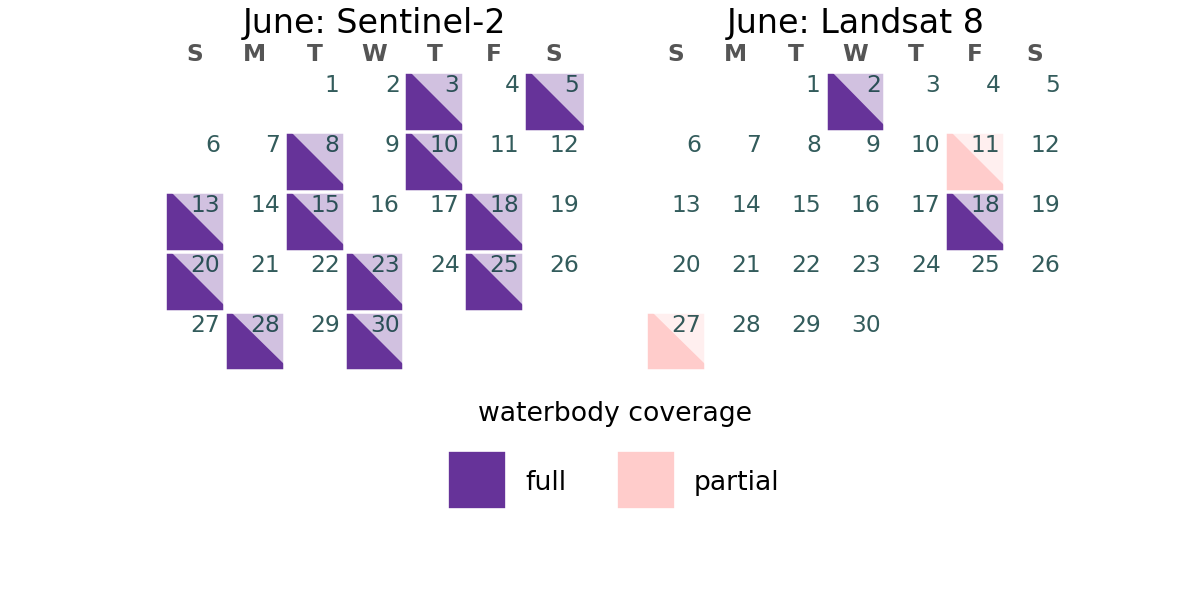 June: Sentinel-2
S M T W T F S
1 2 3 4 5
6 7 8 9 10 11 12
13 14 15 16 17 18 19
20 21 22 23 24 25 26
27 28 29 30
June: Landsat 8
S M T W T F S
1 2 3 4 5
6 7 8 9 10 11 12
13 14 15 16 17 18 19
20 21 22 23 24 25 26
27 28 29 30
waterbody coverage
full partial